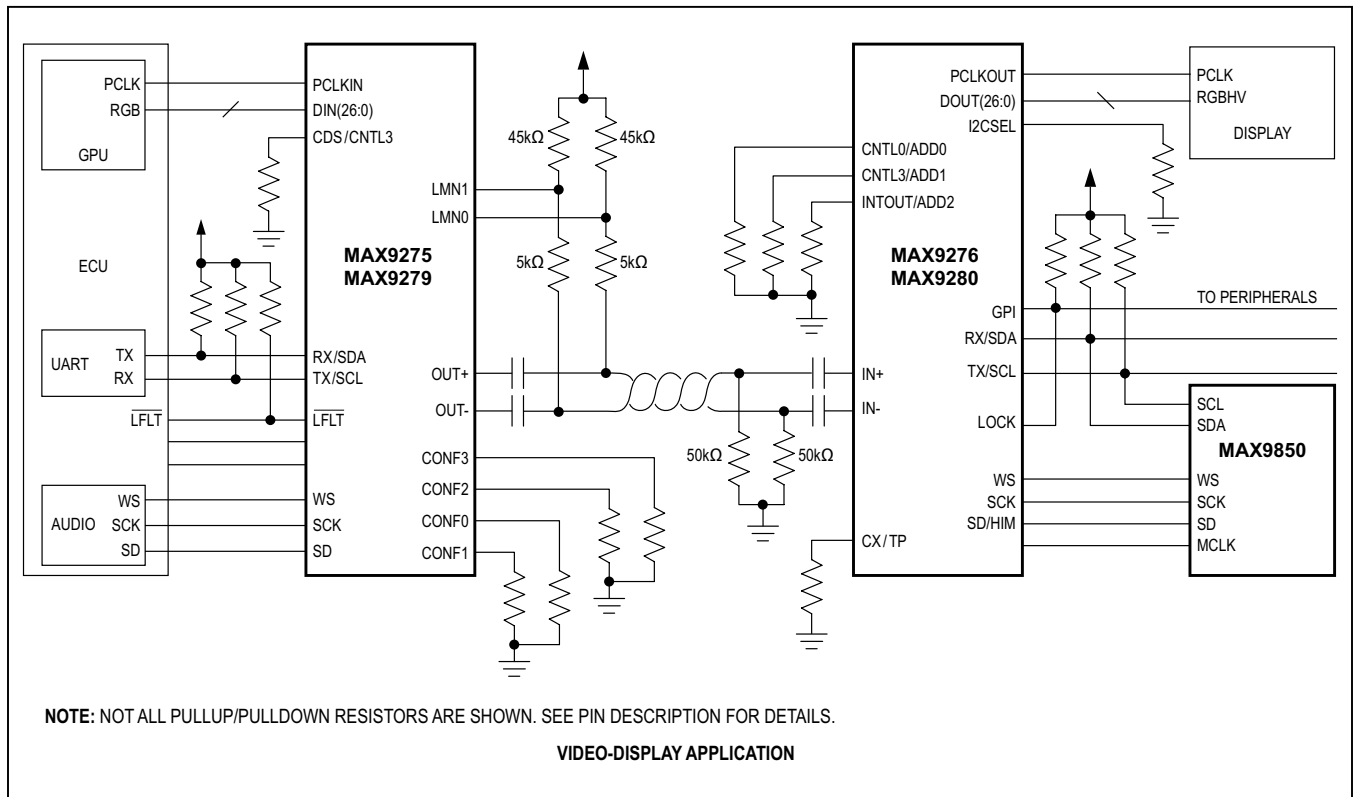 PCLK
RGB
GPU
ECU
UART
TX
RX
LFLT
AUDIO
WS
SCK
SD
PCLKIN
DIN(26:0)
CDS/CNTL3
LMN1
LMN0
MAX9275
MAX9279
RX/SDA
TX/SCL
LFLT
OUT+
OUT-
CONF3
CONF2
CONF0
CONF1
WS
SCK
SD
45kΩ
45kΩ
5kΩ
5kΩ
50kΩ
50kΩ
PCLKOUT
DOUT(26:0)
I2CSEL
CNTL0/ADD0
CNTL3/ADD1
INTOUT/ADD2
MAX9276
MAX9280
GPI
RX/SDA
TX/SCL
IN+
IN-
LOCK
WS
SCK
SD/HIM
CX/TP
PCLK
RGBHV
DISPLAY
TO PERIPHERALS
SCL
SDA
MAX9850
WS
SCK
SD
MCLK
NOTE: NOT ALL PULLUP/PULLDOWN RESISTORS ARE SHOWN. SEE PIN DESCRIPTION FOR DETAILS.
VIDEO-DISPLAY APPLICATION